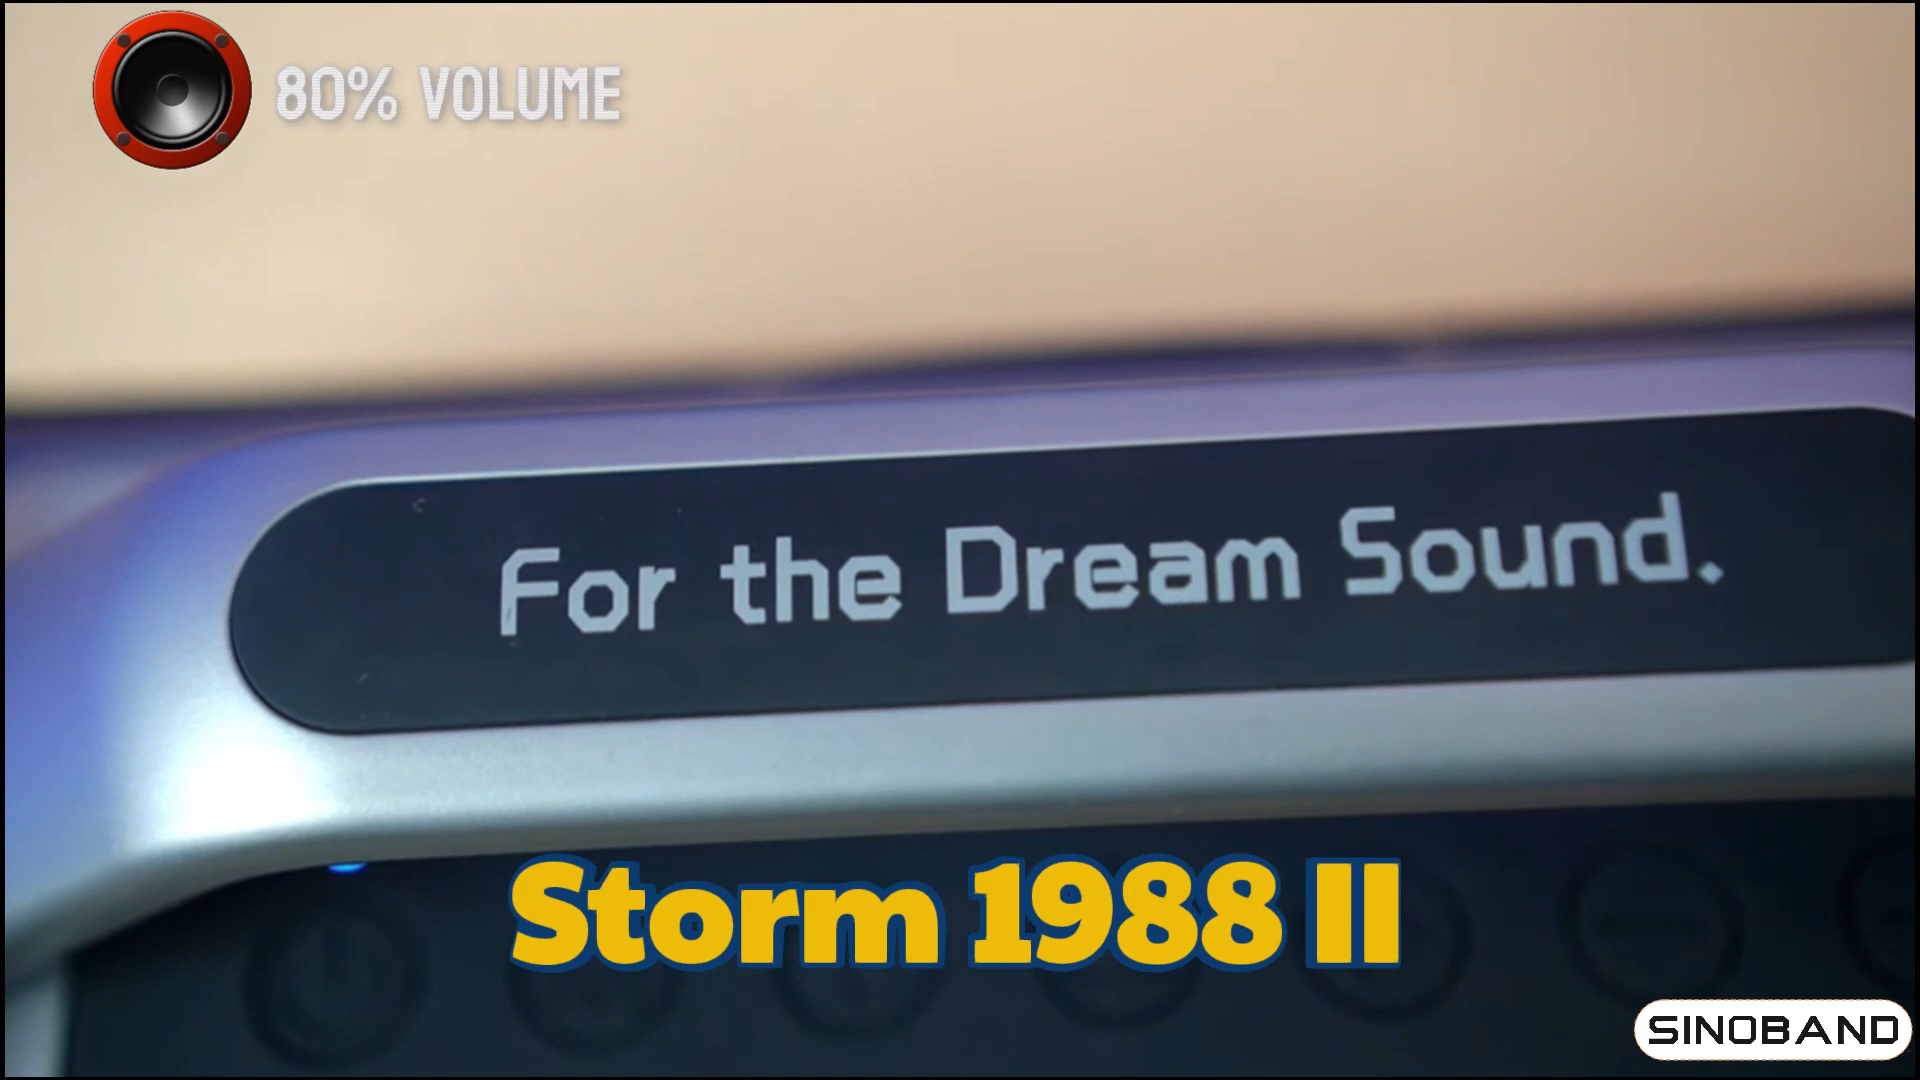 80% VOLUME
For the Dream Sound.
Storm 1988 II
SINOBAND